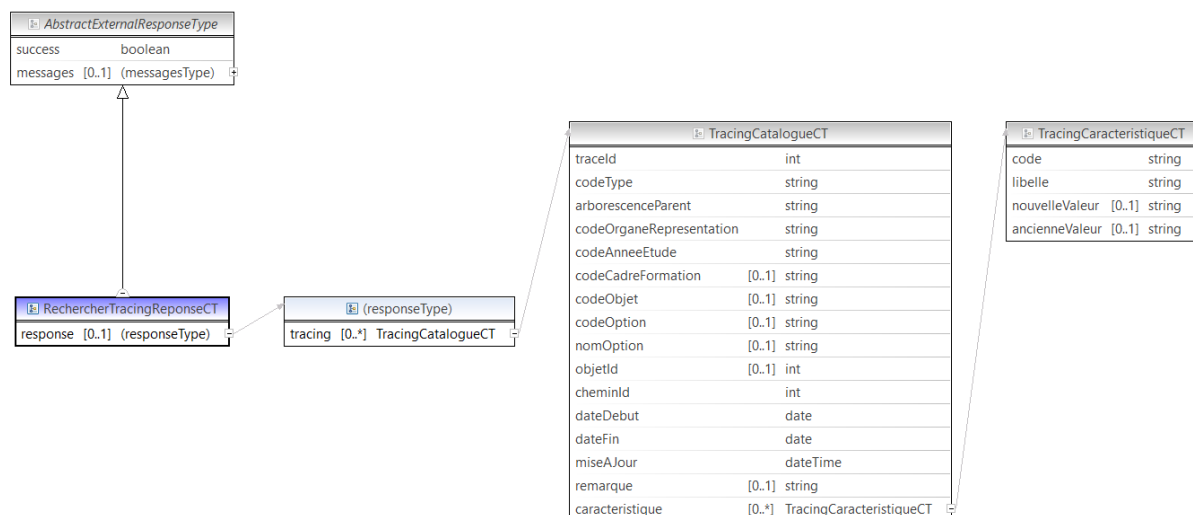 AbstractExternalResponseType
success boolean
messages [0..1] (messagesType)
RechercherTracingReponseCT
response [0..1] (responseType)
(responseType)
tracing [0..*] TracingCatalogueCT
TracingCatalogueCT
traceId int
codeType string
arborescenceParent string
codeOrganeRepresentation string
codeAnneeEtude string
codeCadreFormation [0..1] string
codeObjet [0..1] string
codeOption [0..1] string
nomOption [0..1] string
objetId [0..1] int
cheminId int
dateDebut date
dateFin date
miseAJour dateTime
remarque [0..1] string
caracteristique [0..*] TracingCaracteristiqueCT
TracingCaracteristiqueCT
code string
libelle string
nouvelleValeur [0..1] string
ancienneValeur [0..1] string